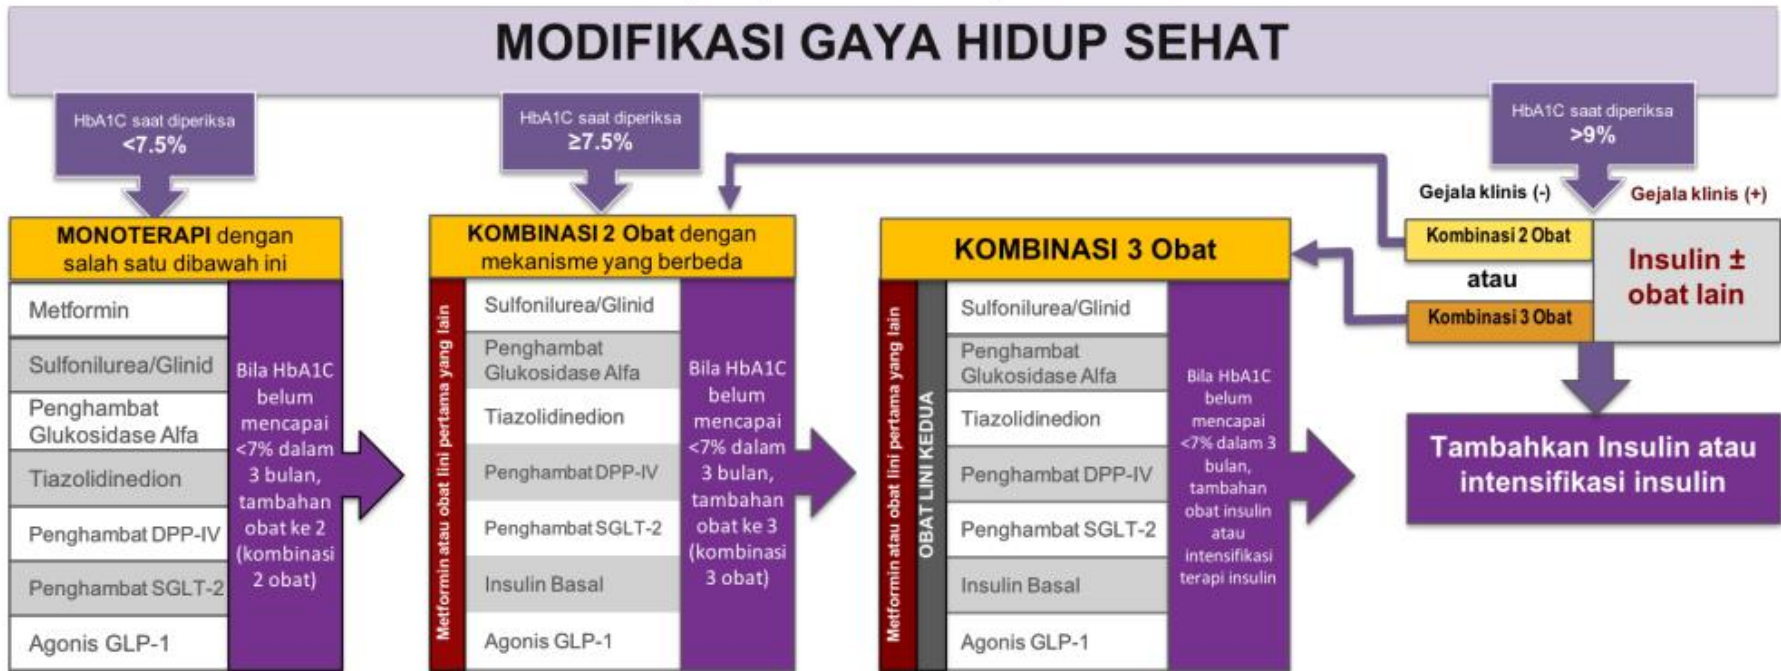 MODIFIKASI GAYA HIDUP SEHAT
HbA1C saat diperiksa
<7.5%
HbA1C saat diperiksa
≥7.5%
HbA1C saat diperiksa
>9%
MONOTERAPI dengan
salah satu dibawah ini
Metformin
Sulfonilurea/Glinid
Penghambat
Glukosidase Alfa
Tiazolidinedion
Penghambat DPP-IV
Penghambat SGLT-2
Agonis GLP-1
Bila HbA1C
belum
mencapai
<7% dalam
3 bulan,
tambahan
obat ke 2
(kombinasi
2 obat)
KOMBINASI 2 Obat dengan
mekanisme yang berbeda
Metformin atau obat lini pertama yang lain
Sulfonilurea/Glinid
Penghambat
Glukosidase Alfa
Tiazolidinedion
Penghambat DPP-IV
Penghambat SGLT-2
Insulin Basal
Agonis GLP-1
Bila HbA1C
belum
mencapai
<7% dalam
3 bulan,
tambahan
obat ke 3
(kombinasi
3 obat)
KOMBINASI 3 Obat
Metformin atau obat lini pertama yang lain
OBAT LINI KEDUA
Sulfonilurea/Glinid
Penghambat
Glukosidase Alfa
Tiazolidinedion
Penghambat DPP-IV
Penghambat SGLT-2
Insulin Basal
Agonis GLP-1
Bila HbA1C
belum
mencapai
<7% dalam 3
bulan,
tambahan
obat insulin
atau
intensifikasi
terapi insulin
Gejala klinis (-)
Gejala klinis (+)
Kombinasi 2 Obat
atau
Kombinasi 3 Obat
Insulin ±
obat lain
Tambahkan Insulin atau
intensifikasi insulin